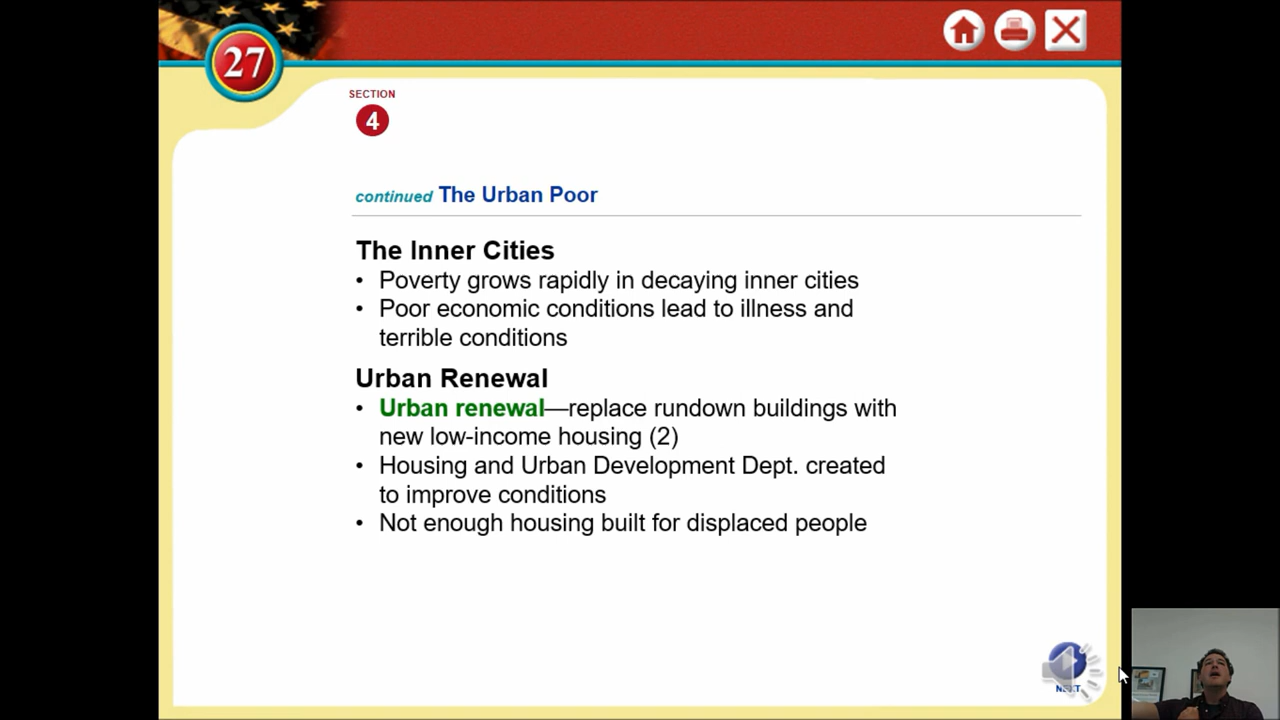 27
SECTION
4
continued The Urban Poor
The Inner Cities
• Poverty grows rapidly in decaying inner cities
• Poor economic conditions lead to illness and
terrible conditions
Urban Renewal
• Urban renewal—replace rundown buildings with
new low-income housing (2)
• Housing and Urban Development Dept. created
to improve conditions
• Not enough housing built for displaced people
NEXT